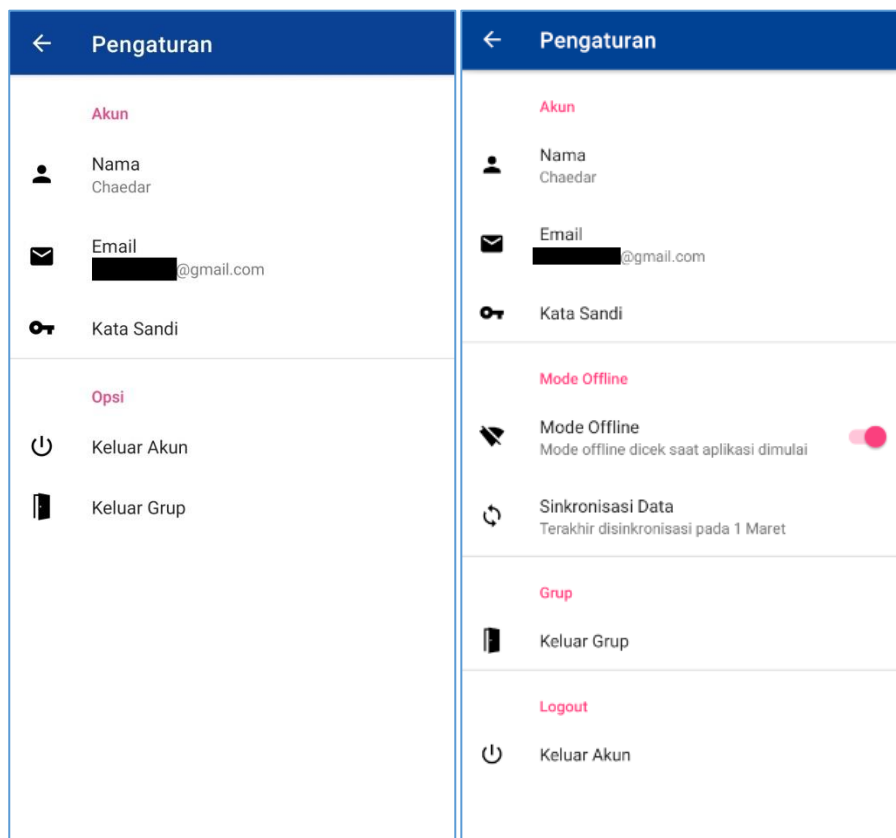 Pengaturan
Akun
Nama
Chaedar
Email
@gmail.com
Kata Sandi
Opsi
Keluar Akun
Keluar Grup
Pengaturan
Akun
Nama
Chaedar
Email
@gmail.com
Kata Sandi
Mode Offline
Mode Offline
Mode offline dicek saat aplikasi dimulai
Sinkronisasi Data
Terakhir disinkronisasi pada 1 Maret
Grup
Keluar Grup
Logout
Keluar Akun